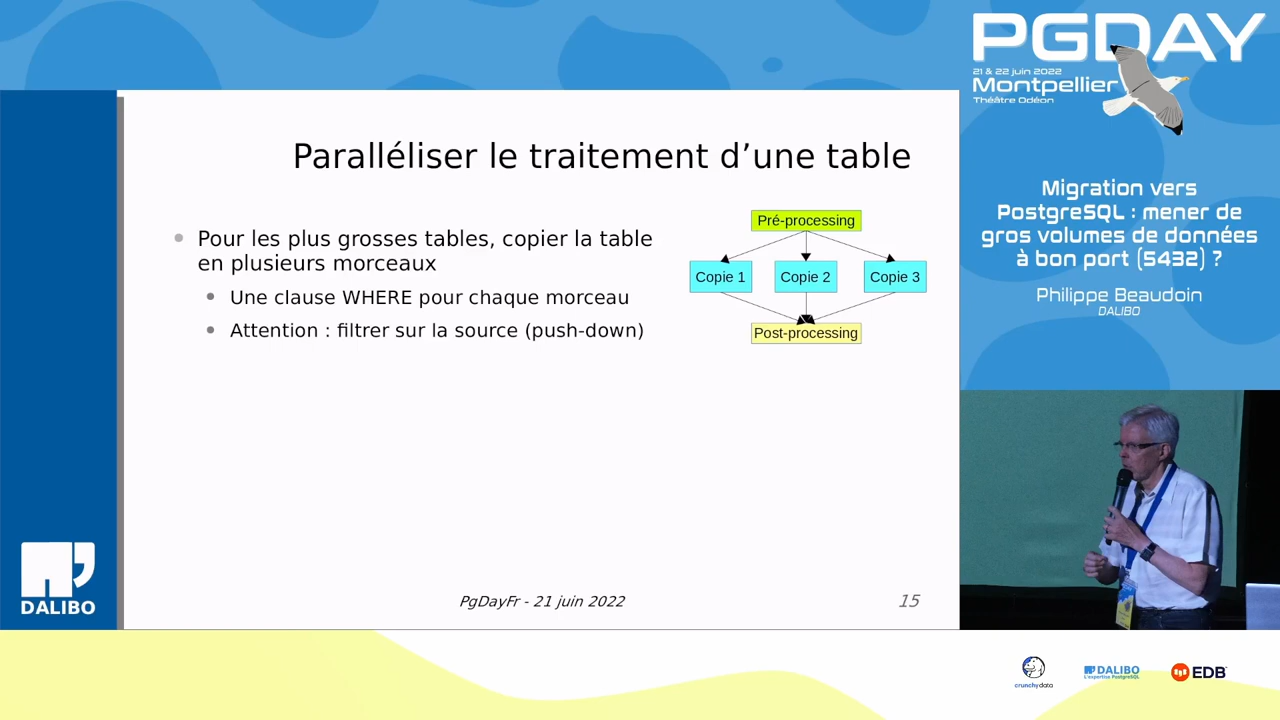 PGDAY
21 & 22 juin 2022
Montpellier
Théâtre Odéon
Migration vers
PostgreSQL : mener de
gros volumes de données
à bon port (5432) ?
Philippe Beaudoin
DALIBO
Paralléliser le traitement d'une table
Pour les plus grosses tables, copier la table
en plusieurs morceaux
Une clause WHERE pour chaque morceau
Attention : filtrer sur la source (push-down)
Pré-processing
Copie 1
Copie 2
Copie 3
Post-processing
DALIBO
PgDayFr - 21 juin 2022
15
crunchydata
DALIBO
L'expertise PostgreSQL
EDB